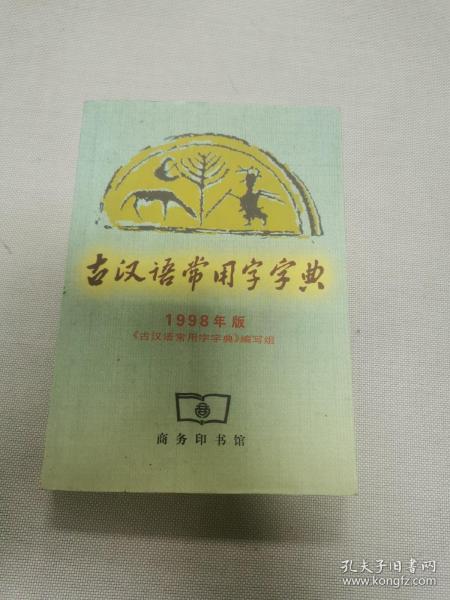 古汉语常用字字典
1998年版
《古汉语常用字字典》编写组
商务印书馆
孔夫子旧书网
www.kongfz.com